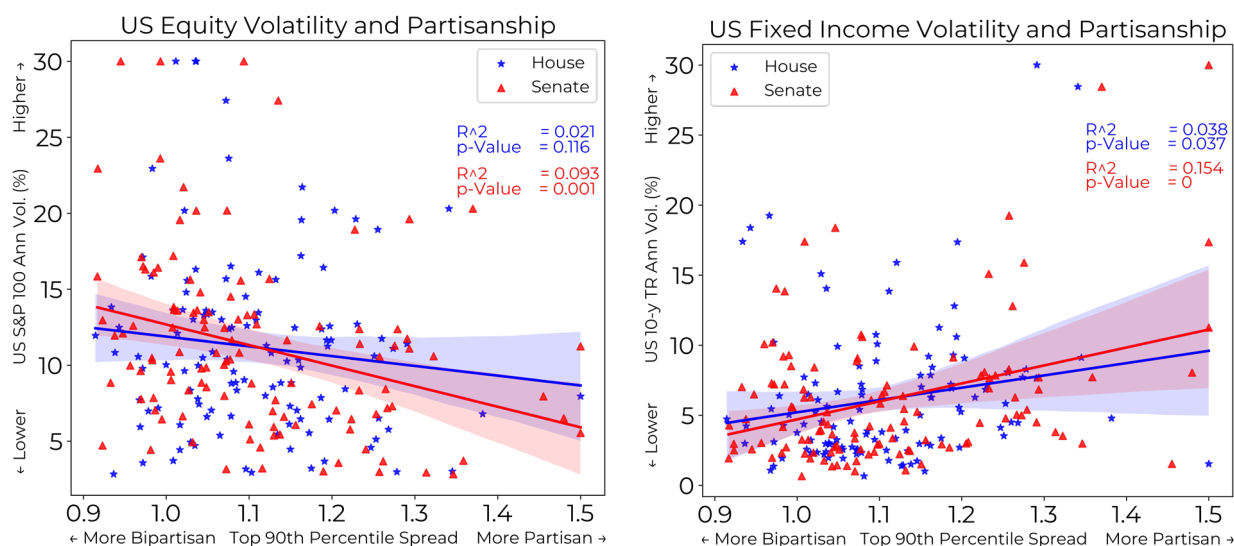 US Equity Volatility and Partisanship
← Lower US S&P 100 Ann Vol. (%) Higher →
30
25
20
15
10
5
House
Senate
R^2 = 0.021
p-Value = 0.116
R^2 = 0.093
p-Value = 0.001
0.9 1.0 1.1 1.2 1.3 1.4 1.5
← More Bipartisan Top 90th Percentile Spread More Partisan →
US Fixed Income Volatility and Partisanship
← Lower US 10-y TR Ann Vol. (%) Higher →
30
25
20
15
10
5
0
House
Senate
R^2 = 0.038
p-Value = 0.037
R^2 = 0.154
p-Value = 0
0.9 1.0 1.1 1.2 1.3 1.4 1.5
← More Bipartisan Top 90th Percentile Spread More Partisan →